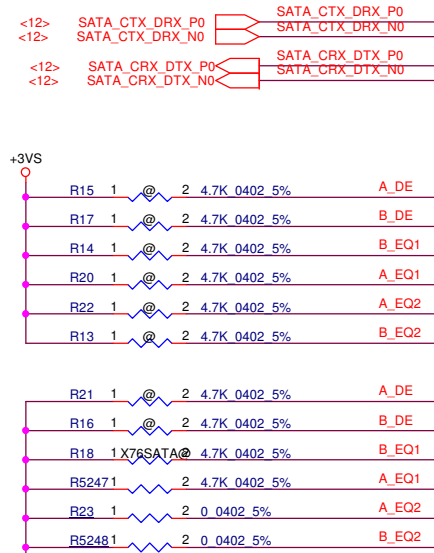 <12> SATA_CTX_DRX_P0 SATA_CTX_DRX_P0
<12> SATA_CTX_DRX_N0 SATA_CTX_DRX_N0
<12> SATA_CRX_DTX_P0 SATA_CRX_DTX_P0
<12> SATA_CRX_DTX_N0 SATA_CRX_DTX_N0
+3VS
R15 1 @ 2 4.7K_0402_5% A_DE
R17 1 @ 2 4.7K_0402_5% B_DE
R14 1 @ 2 4.7K_0402_5% B_EQ1
R20 1 @ 2 4.7K_0402_5% A_EQ1
R22 1 @ 2 4.7K_0402_5% A_EQ2
R13 1 @ 2 4.7K_0402_5% B_EQ2
R21 1 @ 2 4.7K_0402_5% A_DE
R16 1 @ 2 4.7K_0402_5% B_DE
R18 1 X76SATA@ 2 4.7K_0402_5% B_EQ1
R5247 1 2 4.7K_0402_5% A_EQ1
R23 1 2 0_0402_5% A_EQ2
R5248 1 2 0_0402_5% B_EQ2